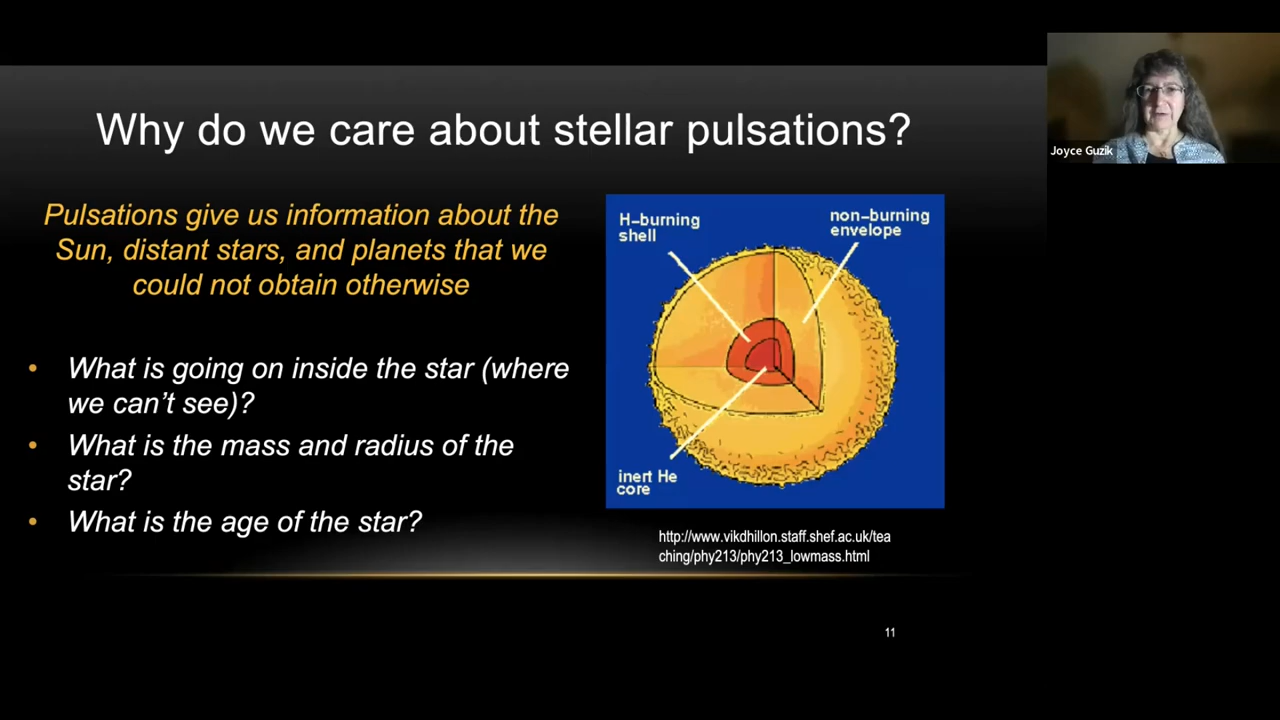 Why do we care about stellar pulsations?
Joyce Guzik
Pulsations give us information about the
Sun, distant stars, and planets that we
could not obtain otherwise
• What is going on inside the star (where
we can’t see)?
• What is the mass and radius of the
star?
• What is the age of the star?
H–burning
shell
non–burning
envelope
inert He
core
http://www.vikdhillon.staff.shef.ac.uk/tea
ching/phy213/phy213_lowmass.html
11